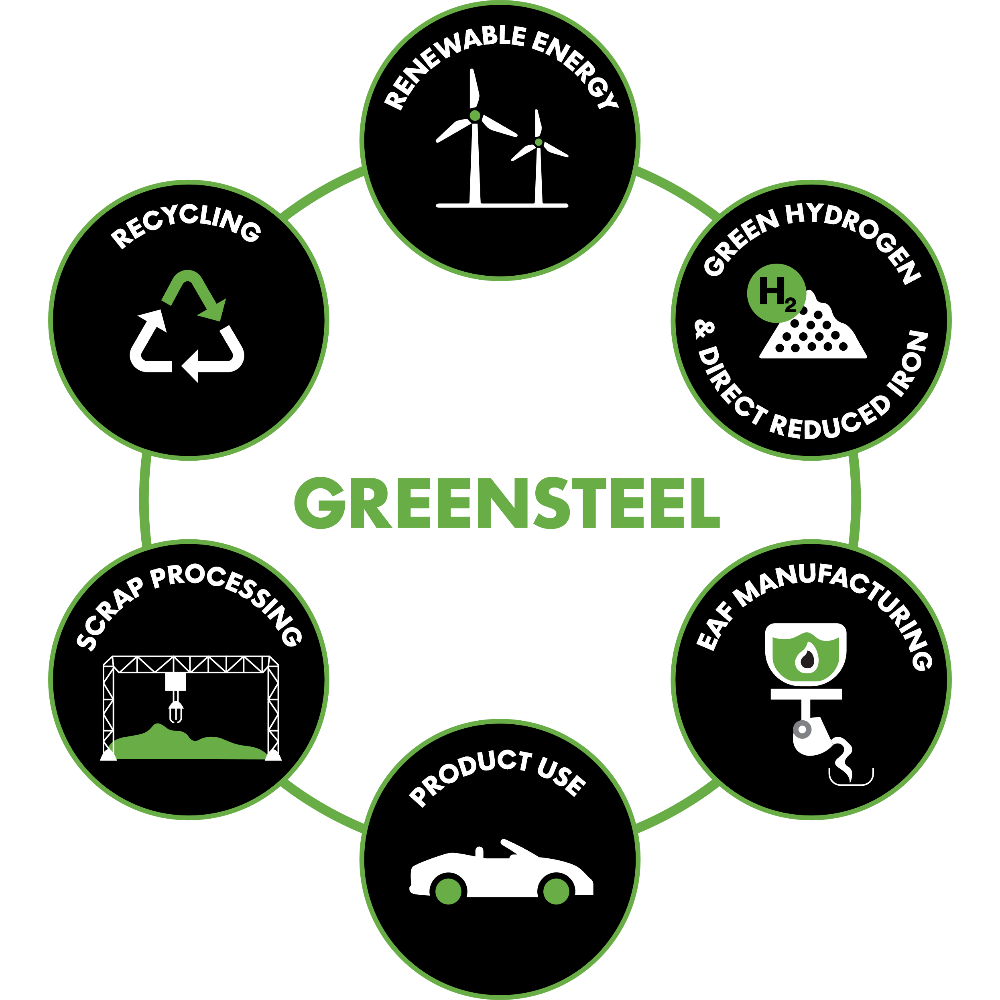 RENEWABLE ENERGY
GREEN HYDROGEN
H2
& DIRECT REDUCED IRON
EAF MANUFACTURING
PRODUCT USE
SCRAP PROCESSING
RECYCLING
GREENSTEEL